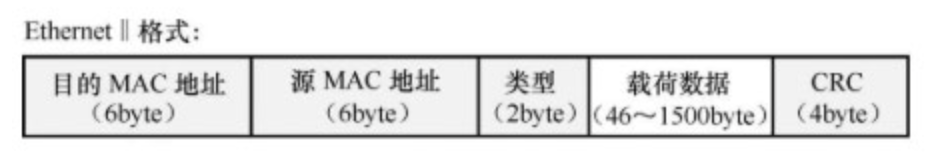 Ethernet ‖ 格式：
目的 MAC 地址 源 MAC 地址 类型 载荷数据 CRC
（6byte） （6byte） （2byte） （46～1500byte） （4byte）